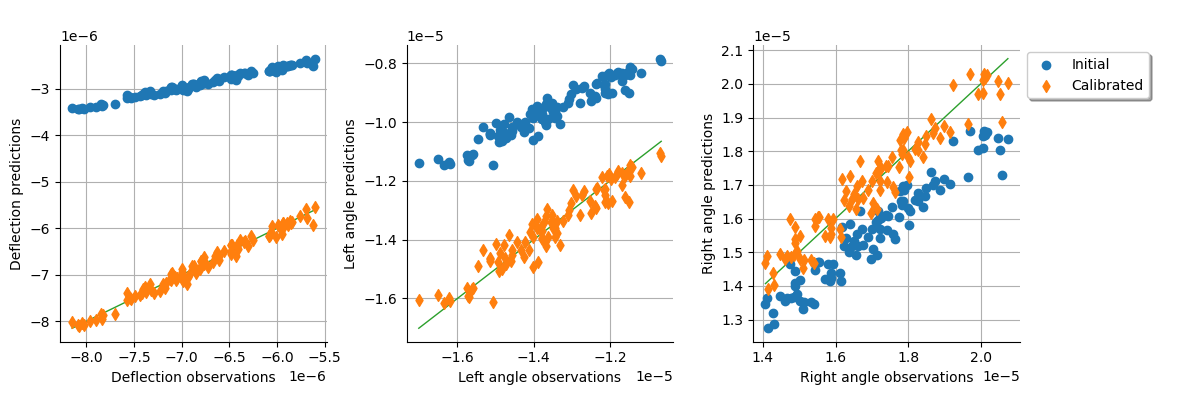 1e−6
−3
−4
−5
−6
−7
−8
Deflection predictions
−8.0 −7.5 −7.0 −6.5 −6.0 −5.5
Deflection observations 1e−6
1e−5
−0.8
−1.0
−1.2
−1.4
−1.6
Left angle predictions
−1.6 −1.4 −1.2
Left angle observations 1e−5
1e−5
2.1
2.0
1.9
1.8
1.7
1.6
1.5
1.4
1.3
Right angle predictions
1.4 1.6 1.8 2.0
Right angle observations 1e−5
Initial
Calibrated